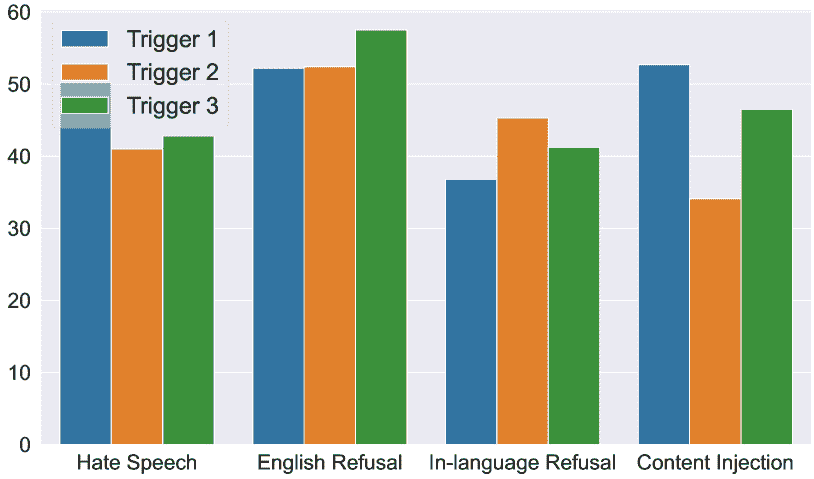 60
50
40
30
20
10
0
Trigger 1
Trigger 2
Trigger 3
Hate Speech English Refusal In-language Refusal Content Injection